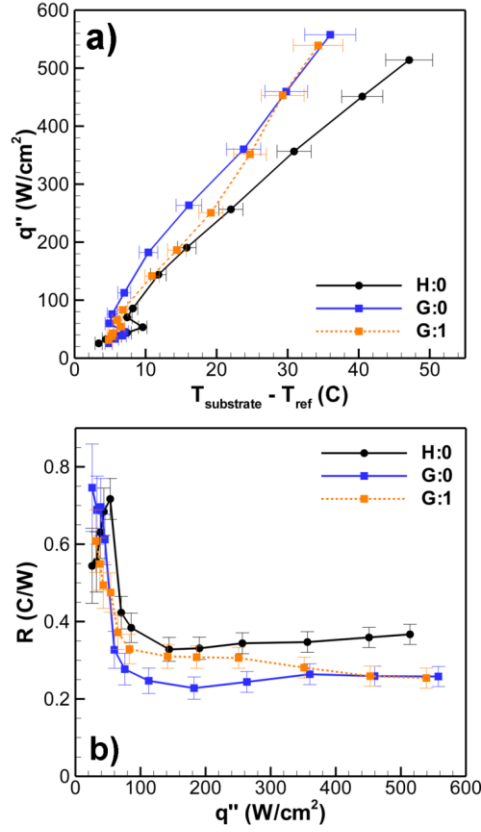 a)
600
500
400
300
200
100
0
q'' (W/cm²)
H:0
G:0
G:1
0 10 20 30 40 50
T_substrate - T_ref (C)
0.8
0.6
0.4
0.2
0
R (C/W)
H:0
G:0
G:1
b)
0 100 200 300 400 500 600
q'' (W/cm²)